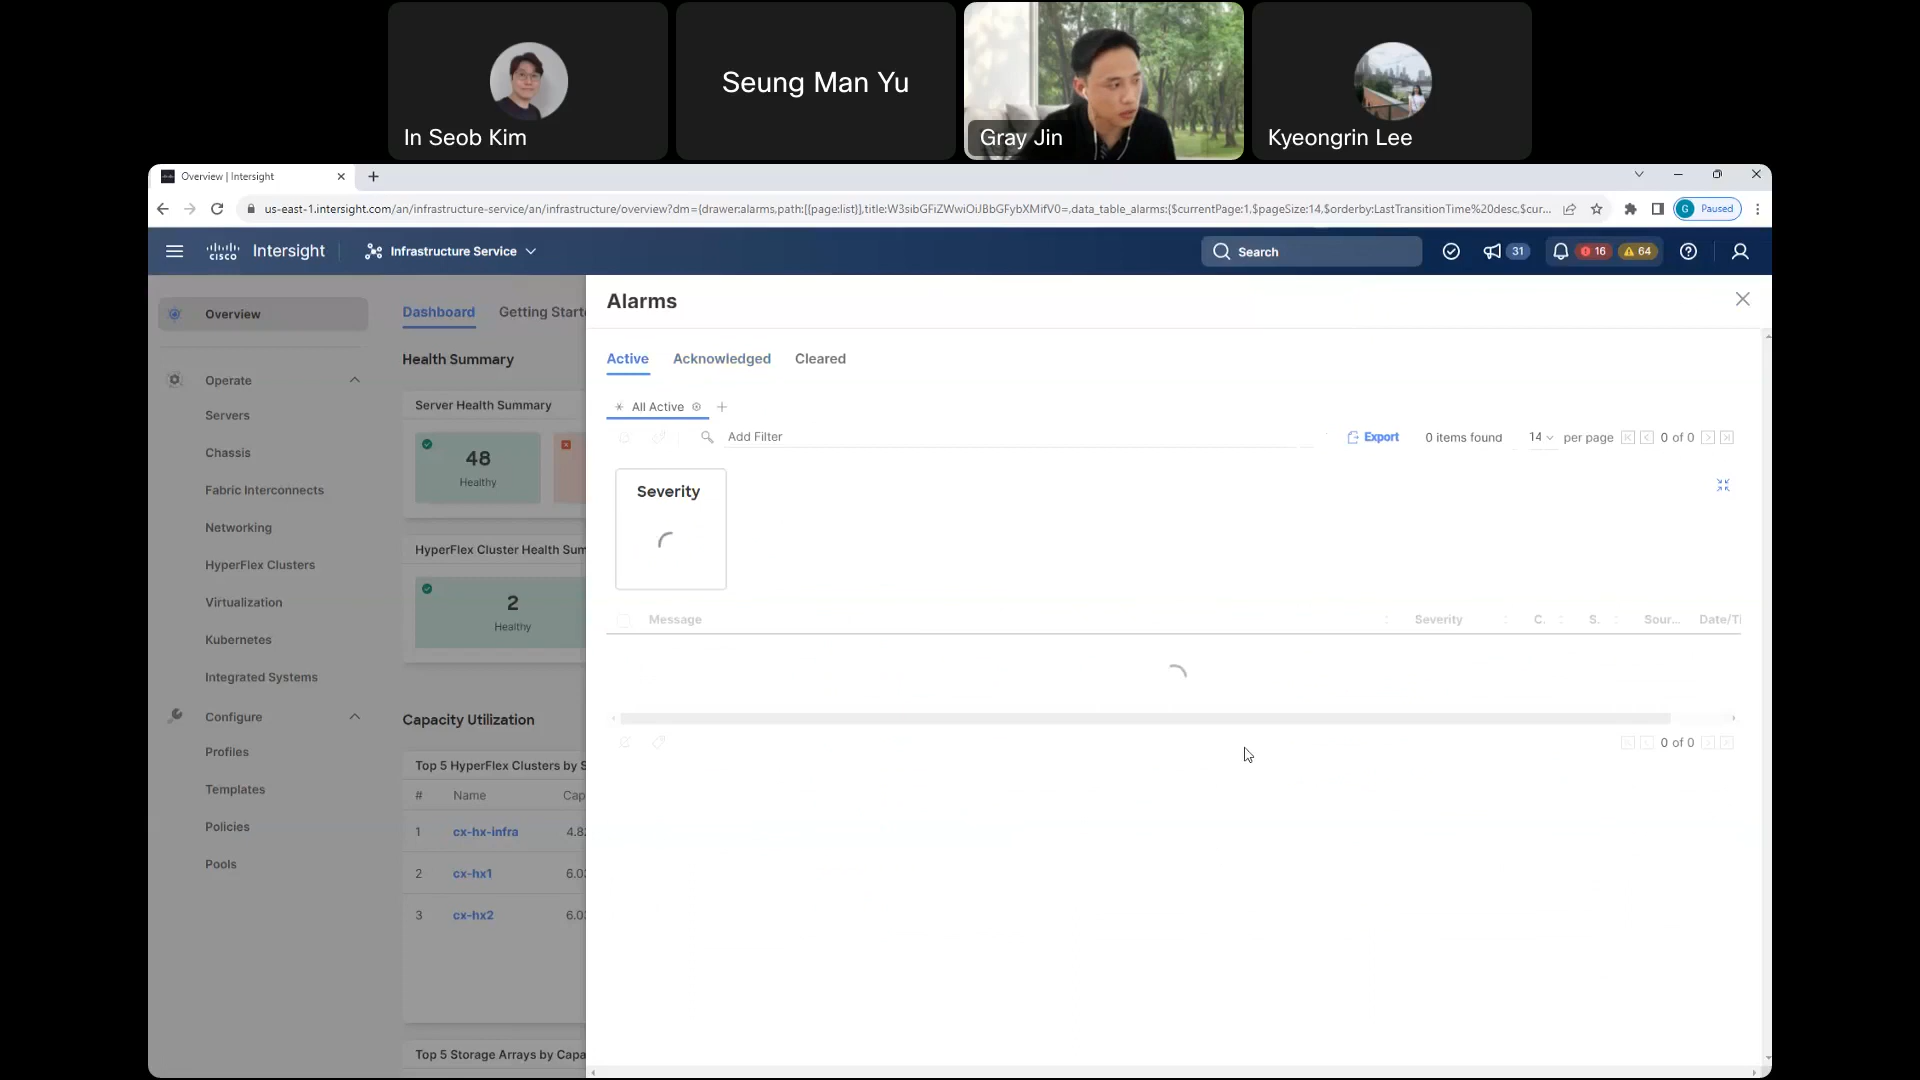 In Seob Kim
Seung Man Yu
Gray Jin
Kyeongrin Lee
Overview | Intersight
us-east-1.intersight.com/an/infrastructure-service/an/infrastructure/overview?dm={drawer:alarms,path:[{page:list}],title:W3sibGFiZWwiOiJBbGFybXMifV0=,data_table_alarms:{$currentPage:1,$pageSize:14,$orderby:LastTransitionTime%20desc,$cur...
G Paused
cisco Intersight
Infrastructure Service
Search
31
16
64
Overview
Operate
Servers
Chassis
Fabric Interconnects
Networking
HyperFlex Clusters
Virtualization
Kubernetes
Integrated Systems
Configure
Profiles
Templates
Policies
Pools
Dashboard Getting Starte
Health Summary
Server Health Summary
48
Healthy
HyperFlex Cluster Health Sum
2
Healthy
Capacity Utilization
Top 5 HyperFlex Clusters by S
# Name Cap
1 cx-hx-infra 4.8
2 cx-hx1 6.0
3 cx-hx2 6.0
Top 5 Storage Arrays by Capa
Alarms
Active Acknowledged Cleared
All Active
Add Filter
Export 0 items found 14 per page 0 of 0
Severity
Message Severity C. S. Sour... Date/Ti
0 of 0